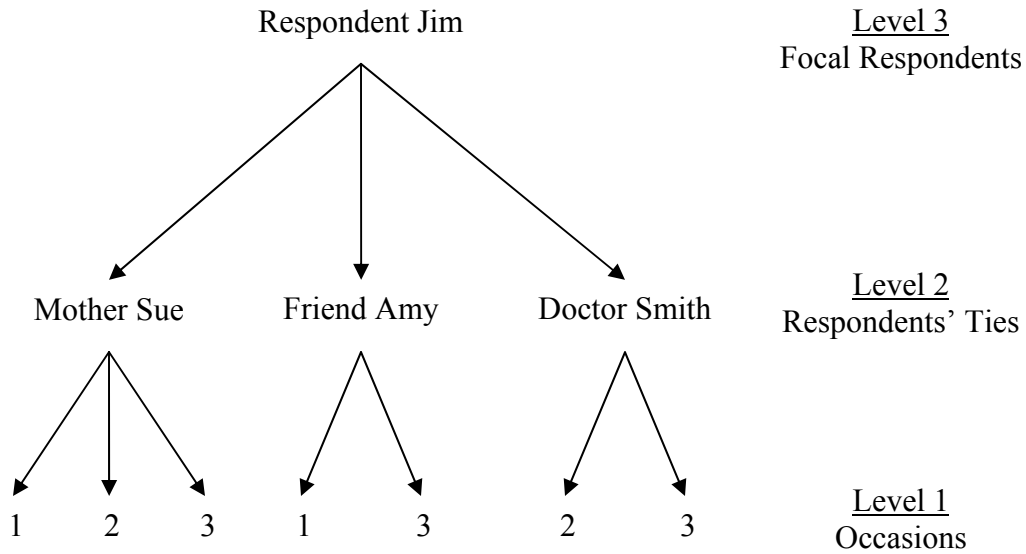 Respondent Jim
Level 3
Focal Respondents
Mother Sue
Friend Amy
Doctor Smith
Level 2
Respondents’ Ties
1 2 3 1 3 2 3
Level 1
Occasions